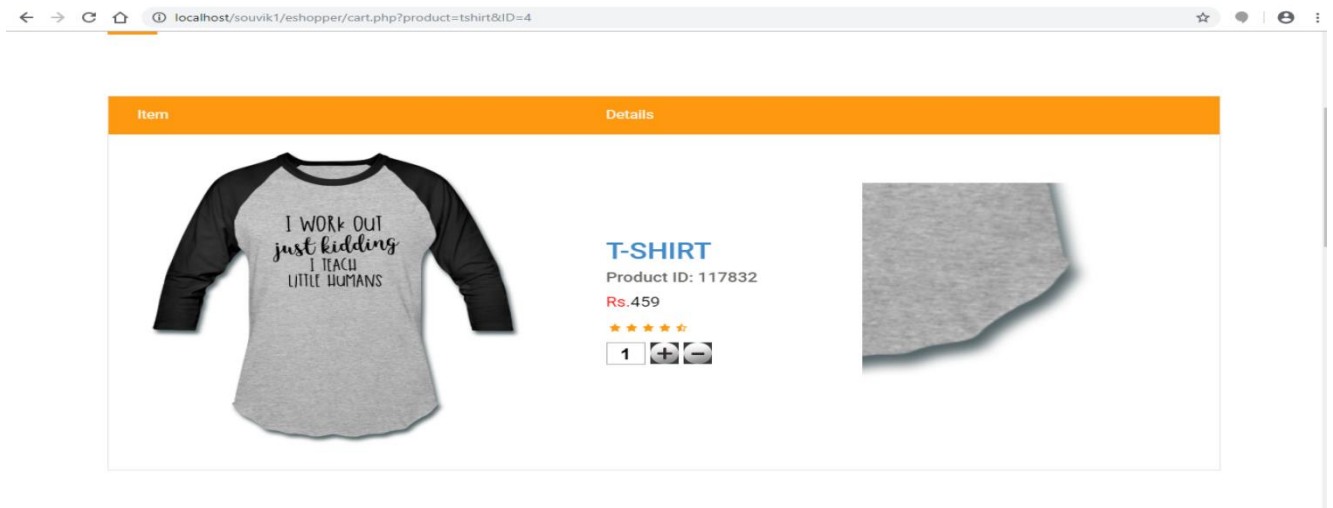 localhost/souvik1/eshopper/cart.php?product=tshirt&ID=4
Item Details
I WORK OUT
just kidding
I TEACH
LITTLE HUMANS
T-SHIRT
Product ID: 117832
Rs.459
1